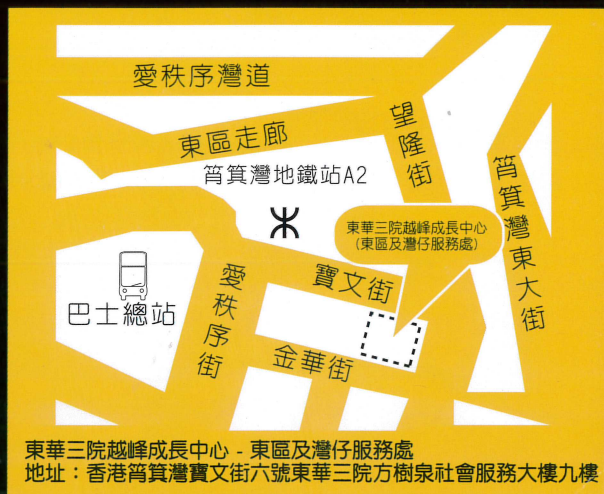 愛秩序灣道
東區走廊
望隆街
筲箕灣地鐵站A2
筲箕灣東大街
東華三院越峰成長中心
(東區及灣仔服務處)
寶文街
巴士總站
愛秩序街
金華街
東華三院越峰成長中心 - 東區及灣仔服務處
地址：香港筲箕灣寶文街六號東華三院方樹泉社會服務大樓九樓